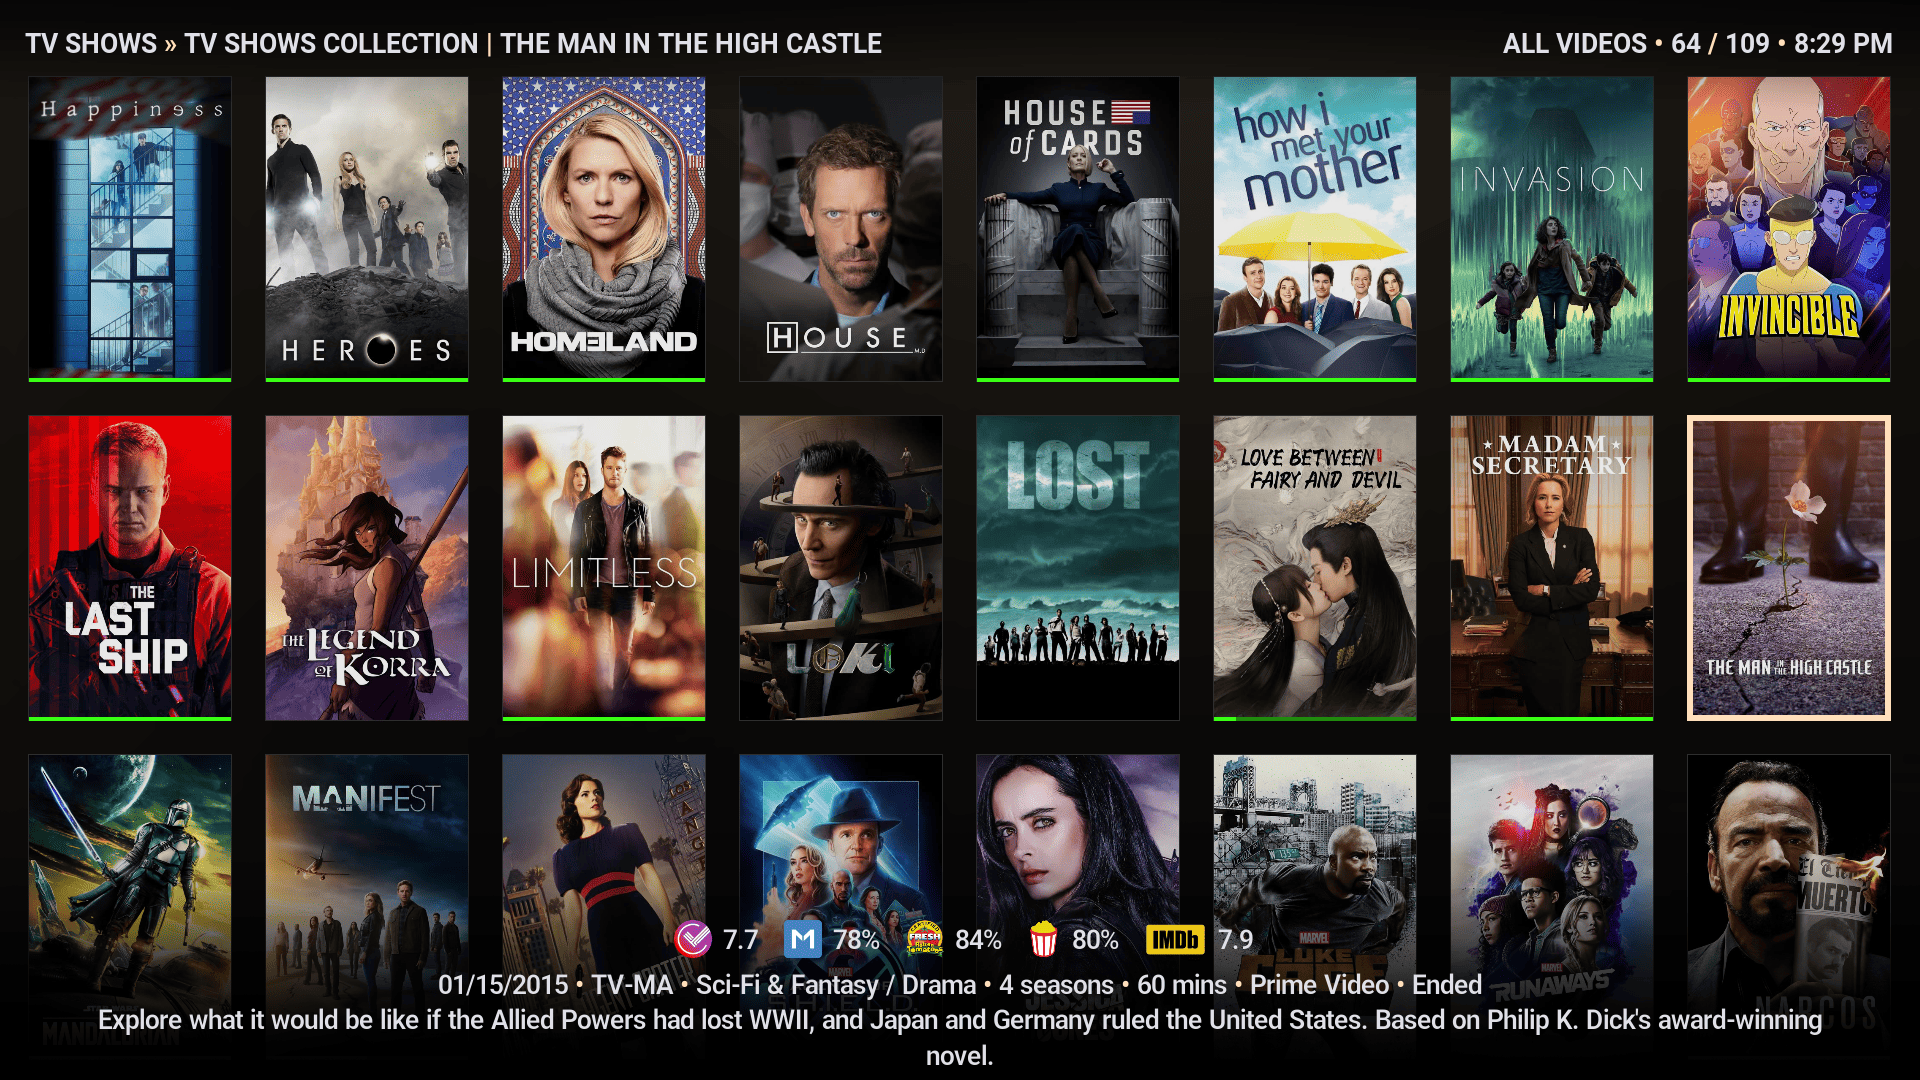 TV SHOWS » TV SHOWS COLLECTION | THE MAN IN THE HIGH CASTLE
ALL VIDEOS • 64 / 109 • 8:29 PM
Happiness
HEROES
HOMELAND
HOUSE M.D.
HOUSE
of CARDS
how i
met your
mother
INVASION
INVINCIBLE
THE
LAST
SHIP
THE LEGEND
OF KORRA
LIMITLESS
LOKI
LOST
LOVE BETWEEN
FAIRY AND DEVIL
MADAM
SECRETARY
THE MAN IN THE HIGH CASTLE
MANDALORIAN
MANIFEST
MARVEL
S.H.I.E.L.D.
JESSICA
MARVEL
LUKE
CAGE
W 135
MARVEL
RUNAWAYS
MUERTO
NARCOS
7.7 M 78% FRESH 84% 80% IMDb 7.9
01/15/2015 • TV-MA • Sci-Fi & Fantasy / Drama • 4 seasons • 60 mins • Prime Video • Ended
Explore what it would be like if the Allied Powers had lost WWII, and Japan and Germany ruled the United States. Based on Philip K. Dick's award-winning
novel.